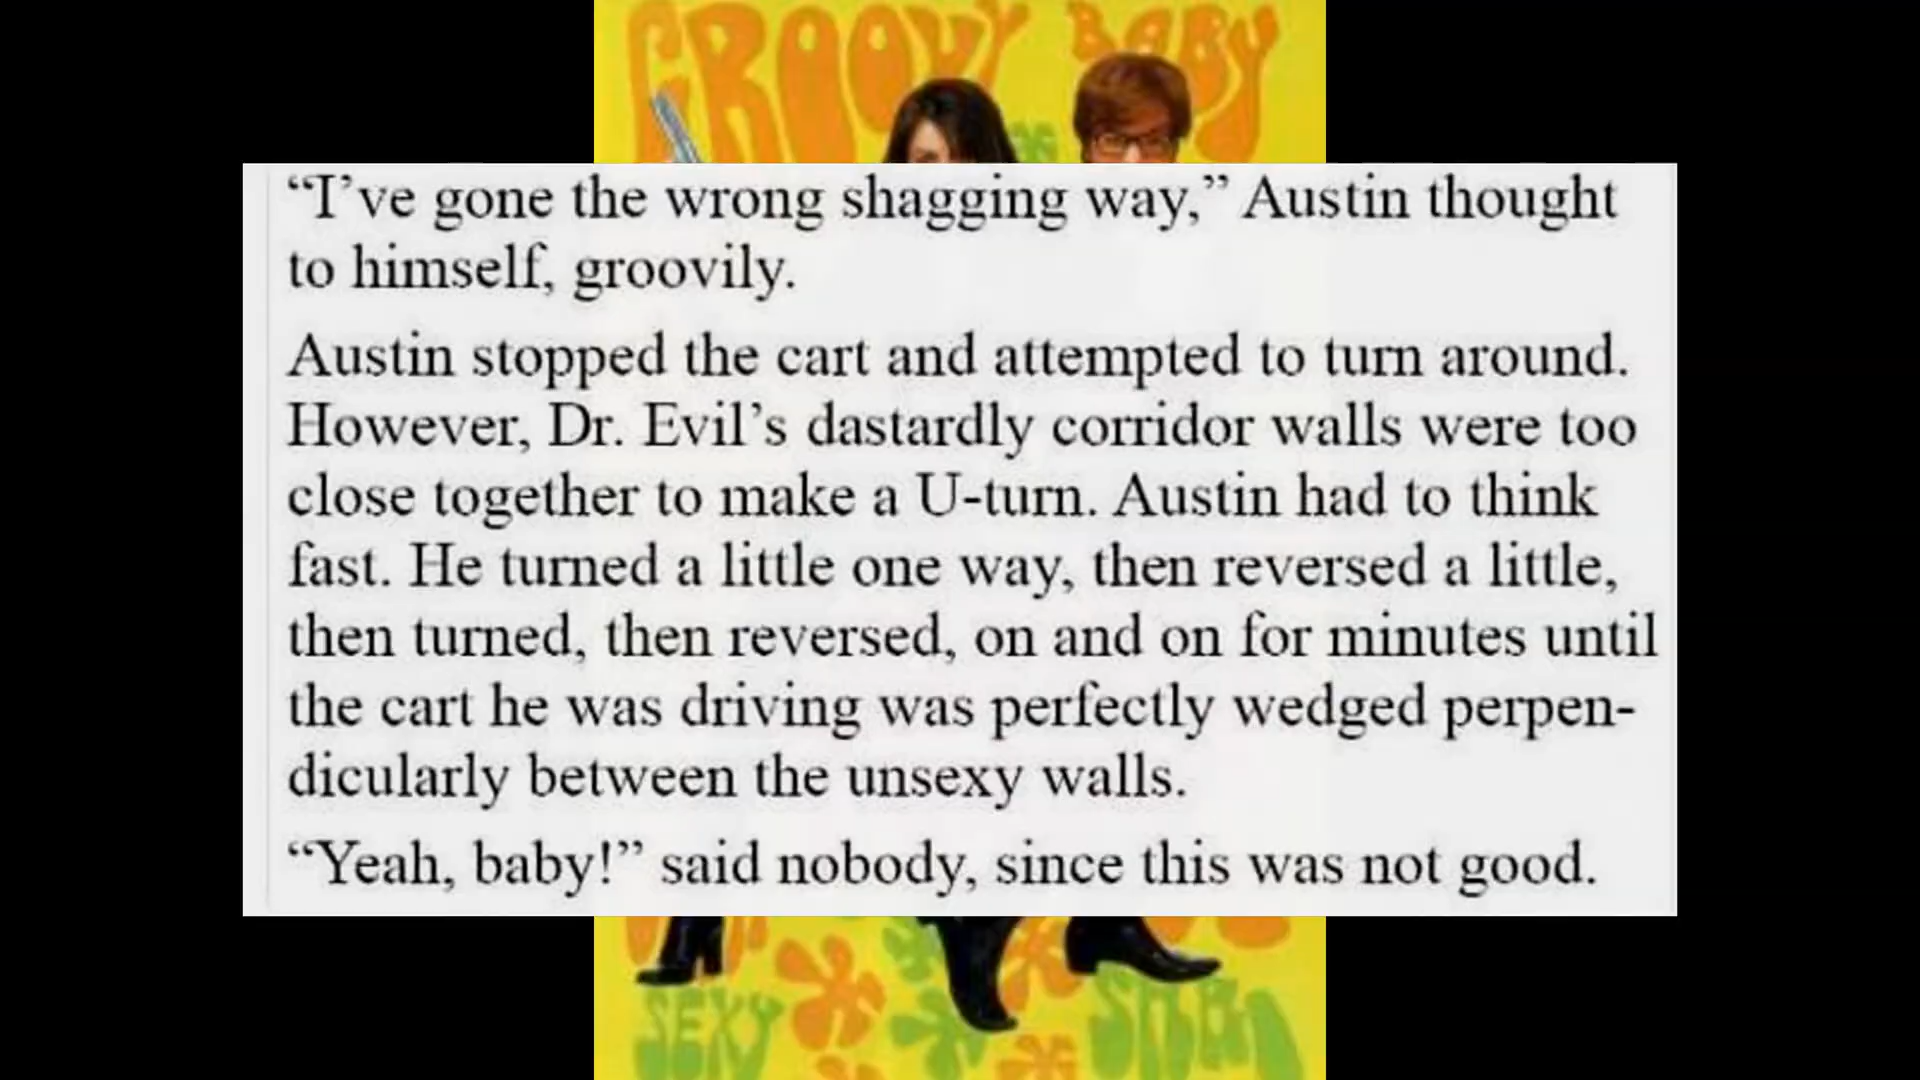 GROOVY BABY
“I’ve gone the wrong shagging way,” Austin thought
to himself, groovily.
Austin stopped the cart and attempted to turn around.
However, Dr. Evil’s dastardly corridor walls were too
close together to make a U-turn. Austin had to think
fast. He turned a little one way, then reversed a little,
then turned, then reversed, on and on for minutes until
the cart he was driving was perfectly wedged perpen-
dicularly between the unsexy walls.
“Yeah, baby!” said nobody, since this was not good.
SEXY